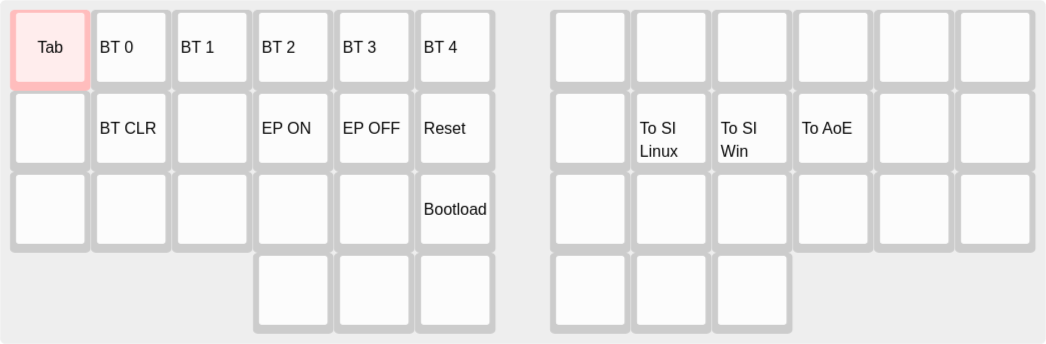 Tab
BT 0
BT 1
BT 2
BT 3
BT 4
BT CLR
EP ON
EP OFF
Reset
To SI
Linux
To SI
Win
To AoE
Bootload